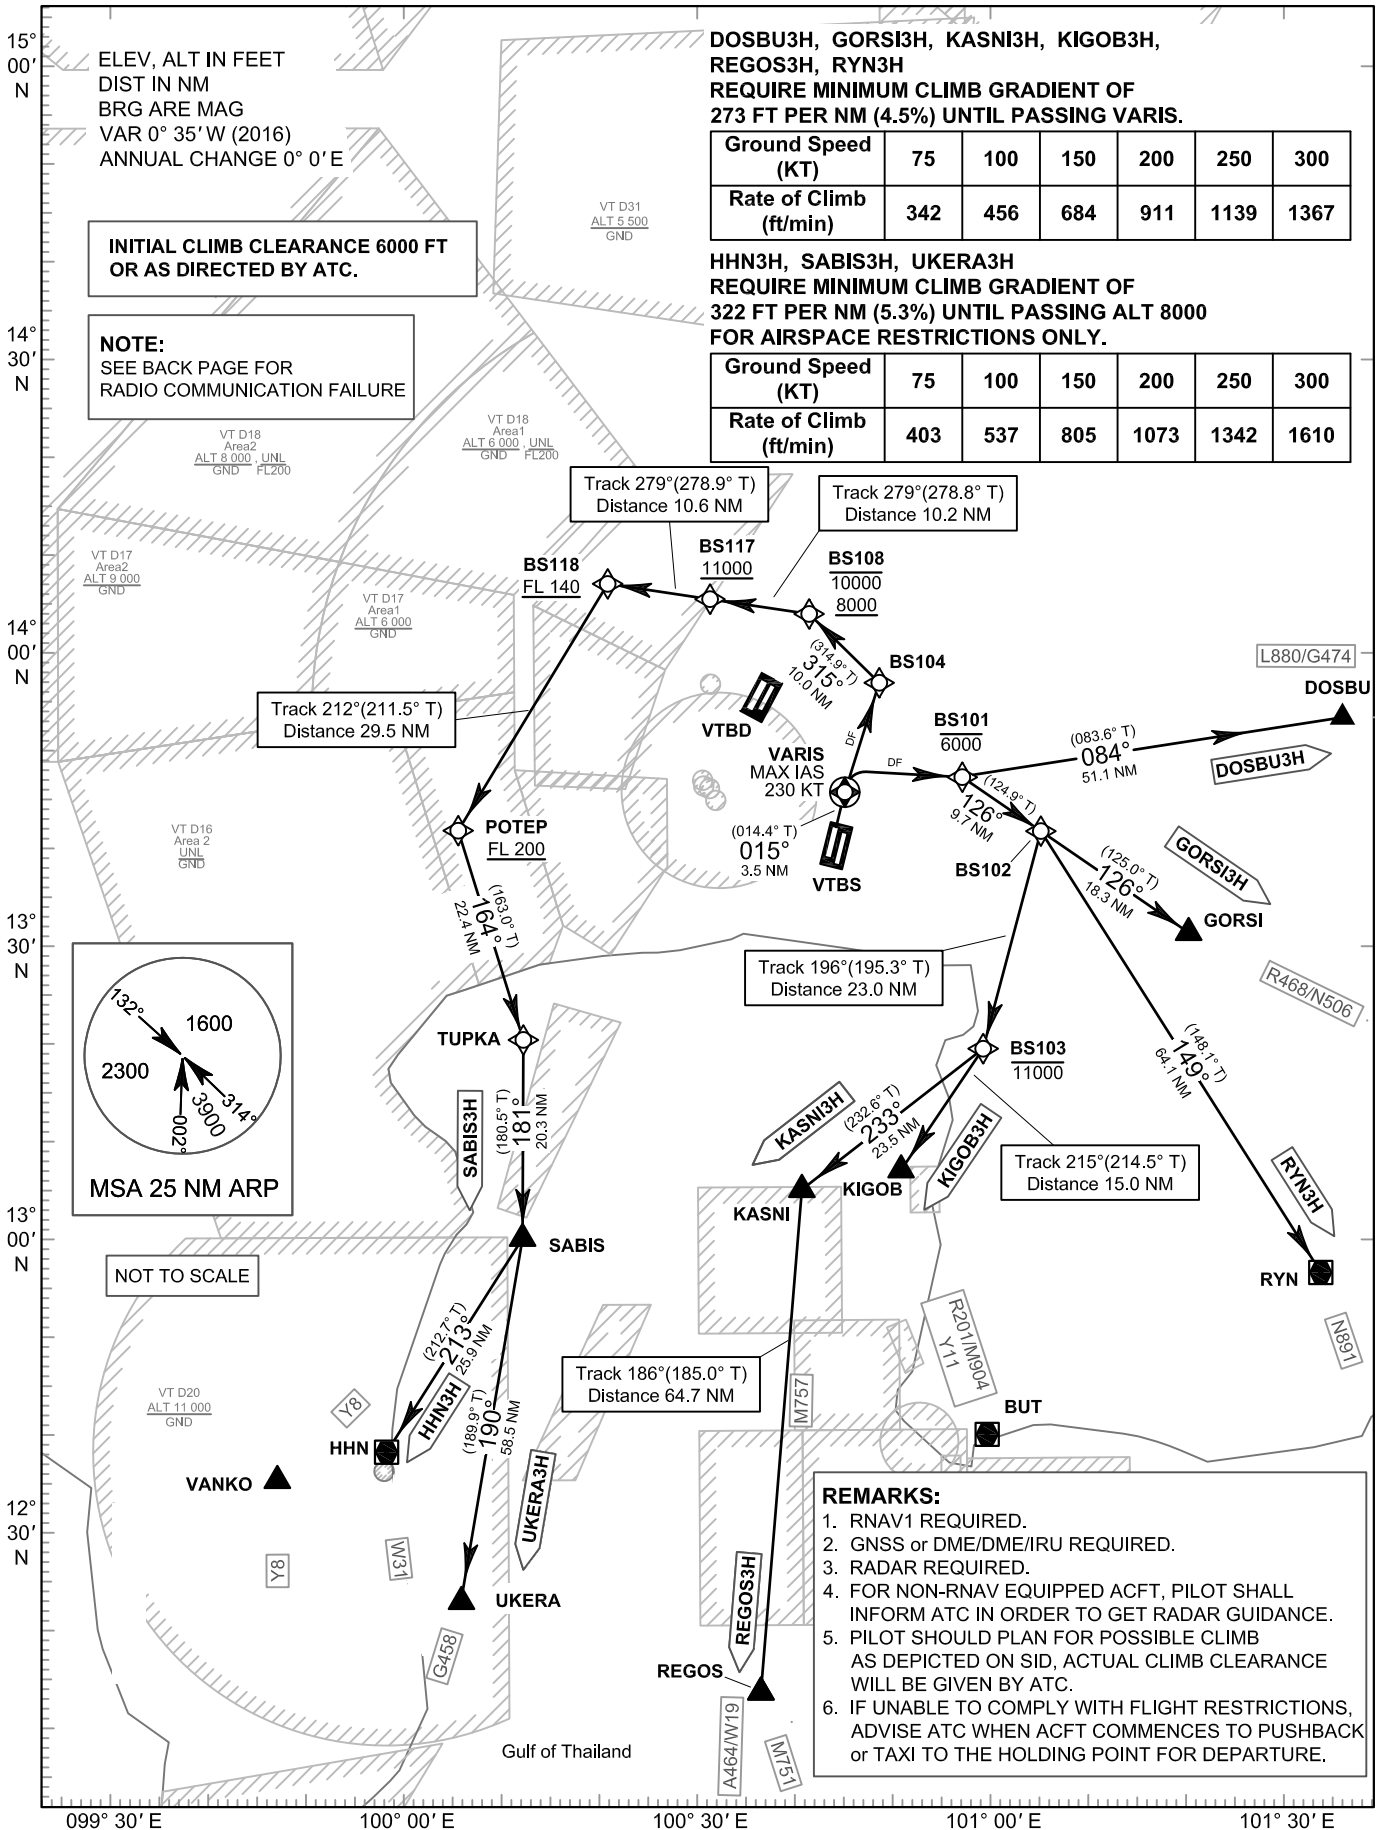 15°
00′
N
ELEV, ALT IN FEET
DIST IN NM
BRG ARE MAG
VAR 0° 35′ W (2016)
ANNUAL CHANGE 0° 0′ E
INITIAL CLIMB CLEARANCE 6000 FT
OR AS DIRECTED BY ATC.
NOTE:
SEE BACK PAGE FOR
RADIO COMMUNICATION FAILURE
DOSBU3H, GORSI3H, KASNI3H, KIGOB3H,
REGOS3H, RYN3H
REQUIRE MINIMUM CLIMB GRADIENT OF
273 FT PER NM (4.5%) UNTIL PASSING VARIS.
Ground Speed (KT) 75 100 150 200 250 300
Rate of Climb (ft/min) 342 456 684 911 1139 1367
HHN3H, SABIS3H, UKERA3H
REQUIRE MINIMUM CLIMB GRADIENT OF
322 FT PER NM (5.3%) UNTIL PASSING ALT 8000
FOR AIRSPACE RESTRICTIONS ONLY.
Ground Speed (KT) 75 100 150 200 250 300
Rate of Climb (ft/min) 403 537 805 1073 1342 1610
VT D31
ALT 5 500
GND
14°
30′
N
VT D18
Area2
ALT 8 000 , UNL
GND FL200
VT D18
Area1
ALT 6 000 , UNL
GND FL200
VT D17
Area2
ALT 9 000
GND
VT D17
Area1
ALT 6 000
GND
Track 279°(278.9° T)
Distance 10.6 NM
Track 279°(278.8° T)
Distance 10.2 NM
BS118
FL 140
BS117
11000
BS108
10000
8000
14°
00′
N
(314.9° T)
315°
10.0 NM
BS104
L880/G474
DOSBU
Track 212°(211.5° T)
Distance 29.5 NM
VTBD
VARIS
MAX IAS
230 KT
DF
DF
BS101
6000
(083.6° T)
084°
51.1 NM
DOSBU3H
(124.9° T)
126°
9.7 NM
VT D16
Area 2
UNL
GND
POTEP
FL 200
(014.4° T)
015°
3.5 NM
VTBS
BS102
(125.0° T)
126°
18.3 NM
GORSI3H
GORSI
13°
30′
N
(163.0° T)
164°
22.4 NM
Track 196°(195.3° T)
Distance 23.0 NM
R468/N506
132°
1600
2300
314°
3900
002°
MSA 25 NM ARP
TUPKA
BS103
11000
(148.1° T)
149°
64.1 NM
SABIS3H
(180.5° T)
181°
20.3 NM
KASNI3H
(232.6° T)
233°
23.5 NM
KIGOB3H
Track 215°(214.5° T)
Distance 15.0 NM
RYN3H
KIGOB
KASNI
13°
00′
N
SABIS
NOT TO SCALE
RYN
(212.7° T)
213°
25.9 NM
HHN3H
R201/M904
Y11
N891
Track 186°(185.0° T)
Distance 64.7 NM
M757
VT D20
ALT 11 000
GND
Y8
HHN
(189.9° T)
190°
58.5 NM
BUT
VANKO
UKERA3H
12°
30′
N
Y8
W31
UKERA
REGOS3H
G458
REGOS
A464/W19
M751
Gulf of Thailand
REMARKS:
1. RNAV1 REQUIRED.
2. GNSS or DME/DME/IRU REQUIRED.
3. RADAR REQUIRED.
4. FOR NON-RNAV EQUIPPED ACFT, PILOT SHALL
INFORM ATC IN ORDER TO GET RADAR GUIDANCE.
5. PILOT SHOULD PLAN FOR POSSIBLE CLIMB
AS DEPICTED ON SID, ACTUAL CLIMB CLEARANCE
WILL BE GIVEN BY ATC.
6. IF UNABLE TO COMPLY WITH FLIGHT RESTRICTIONS,
ADVISE ATC WHEN ACFT COMMENCES TO PUSHBACK
or TAXI TO THE HOLDING POINT FOR DEPARTURE.
099° 30′ E
100° 00′ E
100° 30′ E
101° 00′ E
101° 30′ E